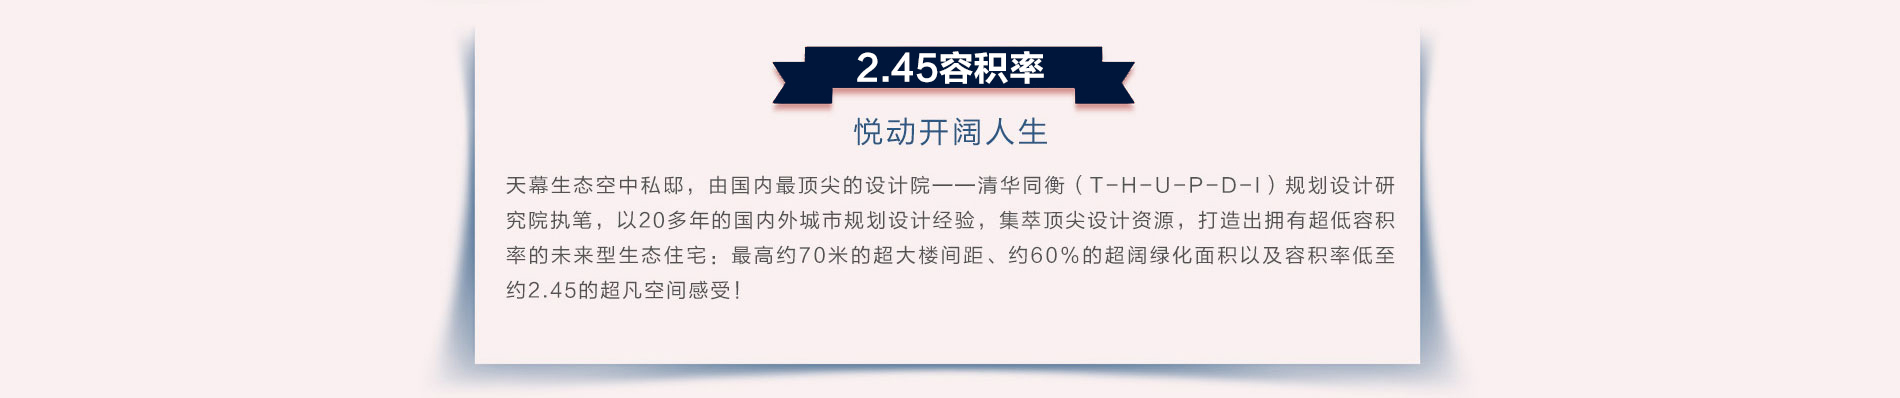 2.45容积率
悦动开阔人生
天幕生态空中私邸，由国内最顶尖的设计院——清华同衡（T-H-U-P-D-I）规划设计研
究院执笔，以20多年的国内外城市规划设计经验，集萃顶尖设计资源，打造出拥有超低容积
率的未来型生态住宅：最高约70米的超大楼间距、约60%的超阔绿化面积以及容积率低至
约2.45的超凡空间感受！